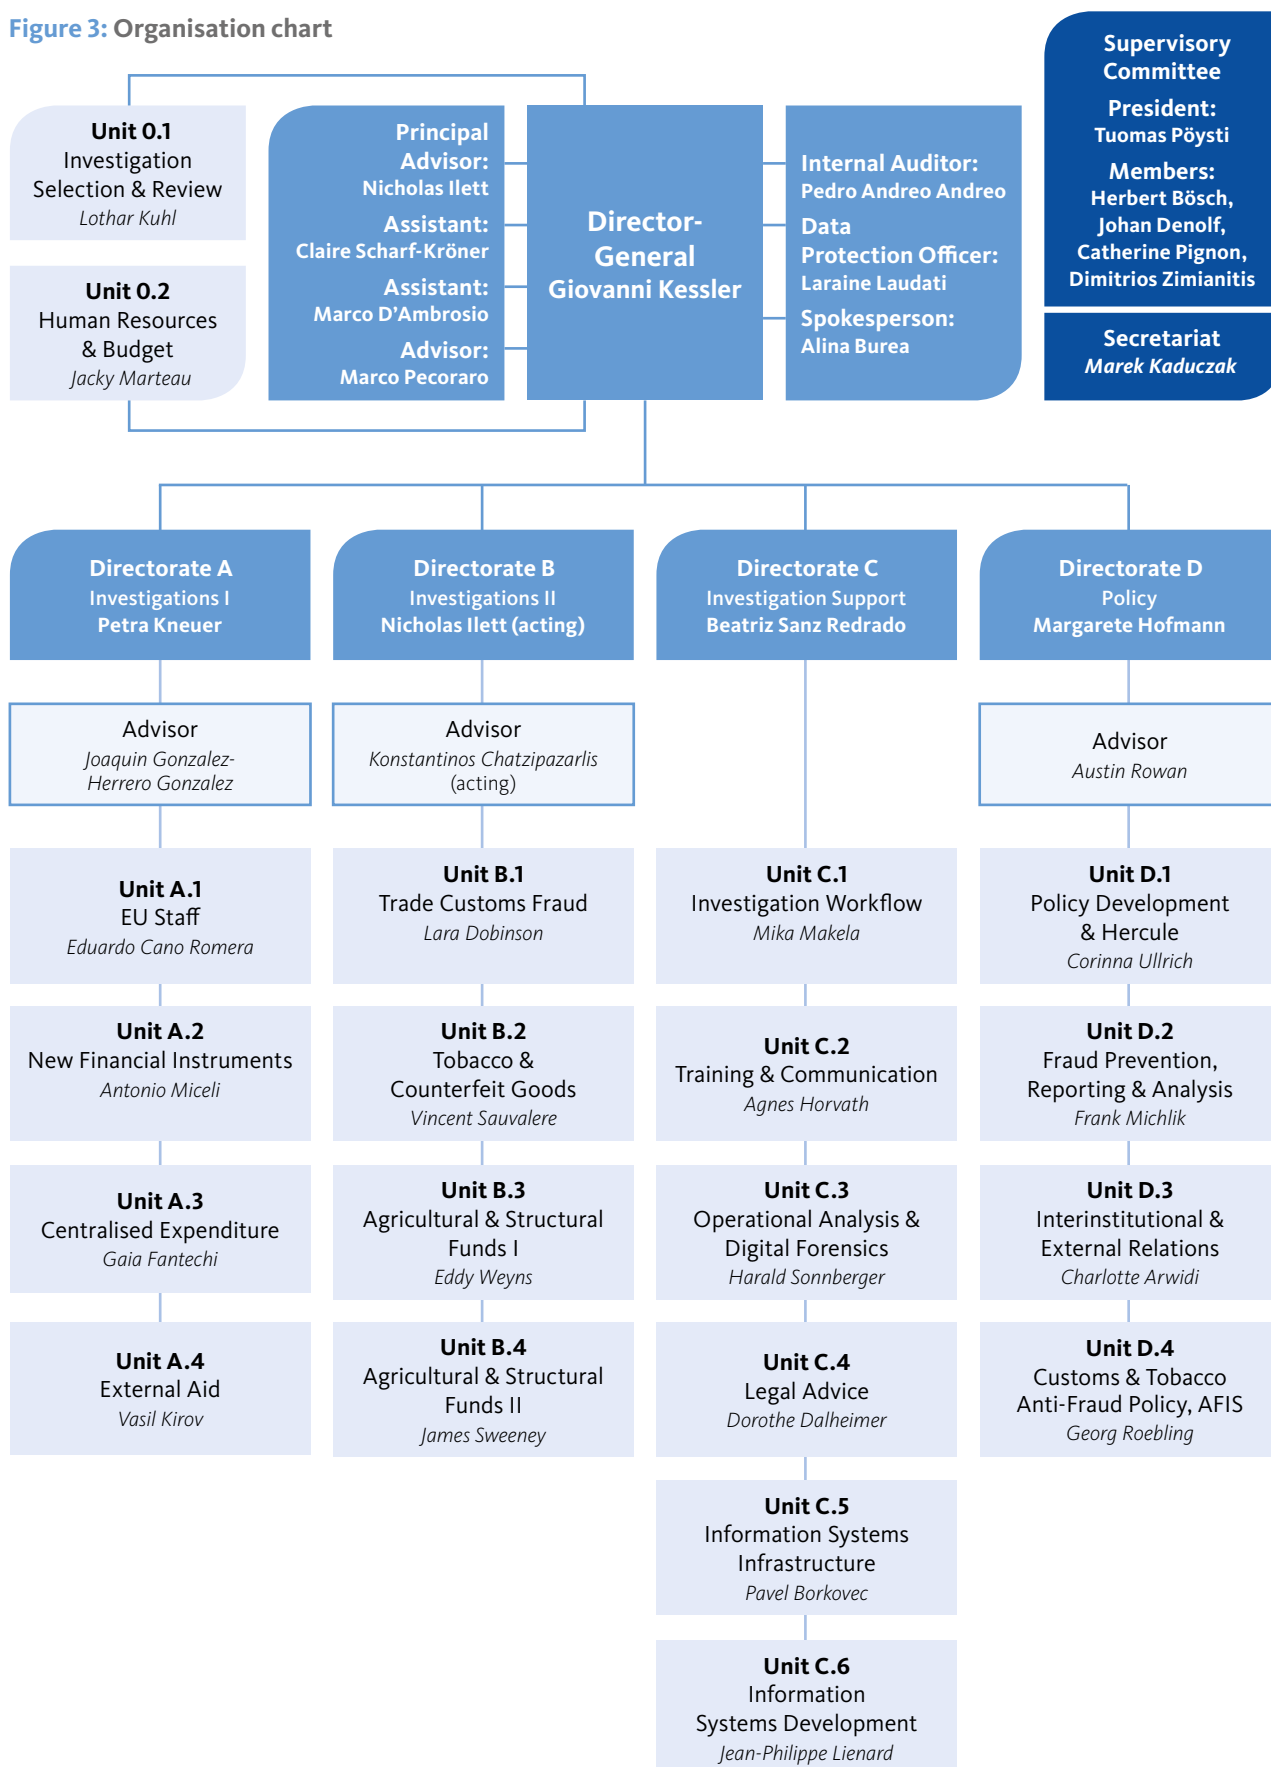 Figure 3: Organisation chart
Unit 0.1
Investigation
Selection & Review
Lothar Kuhl
Unit 0.2
Human Resources
& Budget
Jacky Marteau
Principal
Advisor:
Nicholas Ilett
Assistant:
Claire Scharf-Kröner
Assistant:
Marco D’Ambrosio
Advisor:
Marco Pecoraro
Director-
General
Giovanni Kessler
Internal Auditor:
Pedro Andreo Andreo
Data
Protection Officer:
Laraine Laudati
Spokesperson:
Alina Burea
Supervisory
Committee
President:
Tuomas Pöysti
Members:
Herbert Bösch,
Johan Denolf,
Catherine Pignon,
Dimitrios Zimianitis
Secretariat
Marek Kaduczak
Directorate A
Investigations I
Petra Kneuer
Advisor
Joaquin Gonzalez-
Herrero Gonzalez
Unit A.1
EU Staff
Eduardo Cano Romera
Unit A.2
New Financial Instruments
Antonio Miceli
Unit A.3
Centralised Expenditure
Gaia Fantechi
Unit A.4
External Aid
Vasil Kirov
Directorate B
Investigations II
Nicholas Ilett (acting)
Advisor
Konstantinos Chatzipazarlis
(acting)
Unit B.1
Trade Customs Fraud
Lara Dobinson
Unit B.2
Tobacco &
Counterfeit Goods
Vincent Sauvalere
Unit B.3
Agricultural & Structural
Funds I
Eddy Weyns
Unit B.4
Agricultural & Structural
Funds II
James Sweeney
Directorate C
Investigation Support
Beatriz Sanz Redrado
Unit C.1
Investigation Workflow
Mika Makela
Unit C.2
Training & Communication
Agnes Horvath
Unit C.3
Operational Analysis &
Digital Forensics
Harald Sonnberger
Unit C.4
Legal Advice
Dorothe Dalheimer
Unit C.5
Information Systems
Infrastructure
Pavel Borkovec
Unit C.6
Information
Systems Development
Jean-Philippe Lienard
Directorate D
Policy
Margarete Hofmann
Advisor
Austin Rowan
Unit D.1
Policy Development
& Hercule
Corinna Ullrich
Unit D.2
Fraud Prevention,
Reporting & Analysis
Frank Michlik
Unit D.3
Interinstitutional &
External Relations
Charlotte Arwidi
Unit D.4
Customs & Tobacco
Anti-Fraud Policy, AFIS
Georg Roebling